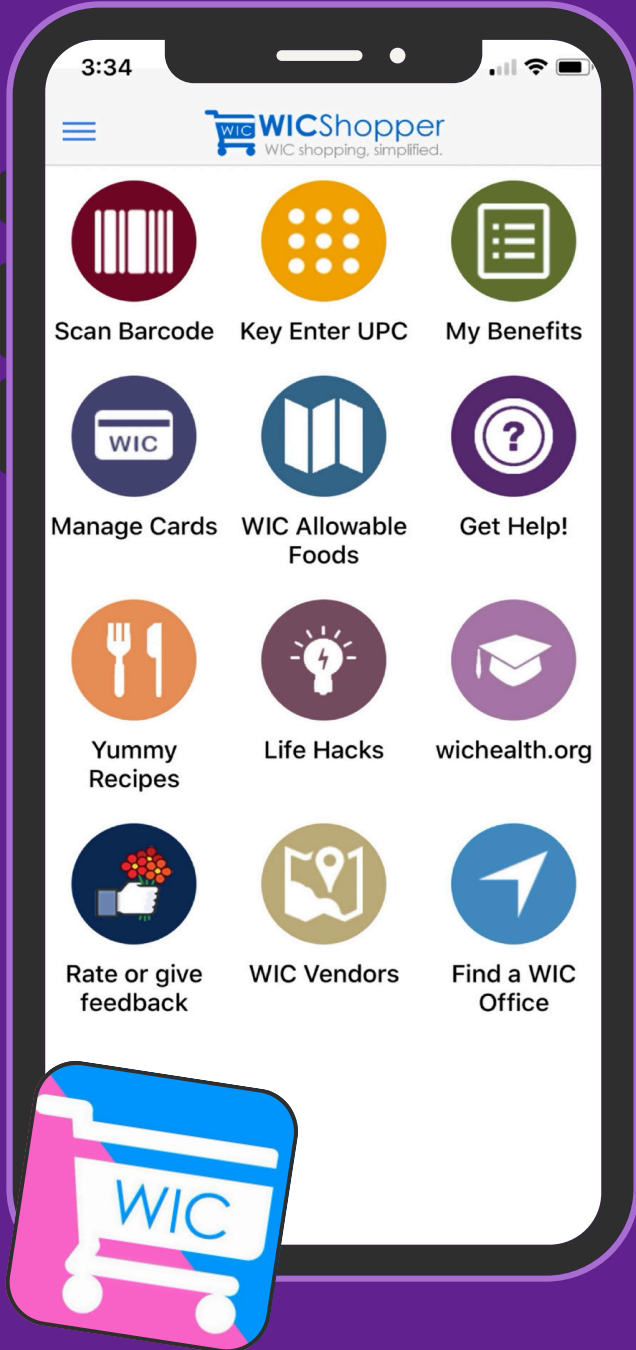 3:34
WIC WICShopper
WIC shopping, simplified.
Scan Barcode
Key Enter UPC
My Benefits
WIC
Manage Cards
WIC Allowable
Foods
?
Get Help!
Yummy
Recipes
Life Hacks
wichealth.org
Rate or give
feedback
WIC Vendors
Find a WIC
Office
WIC